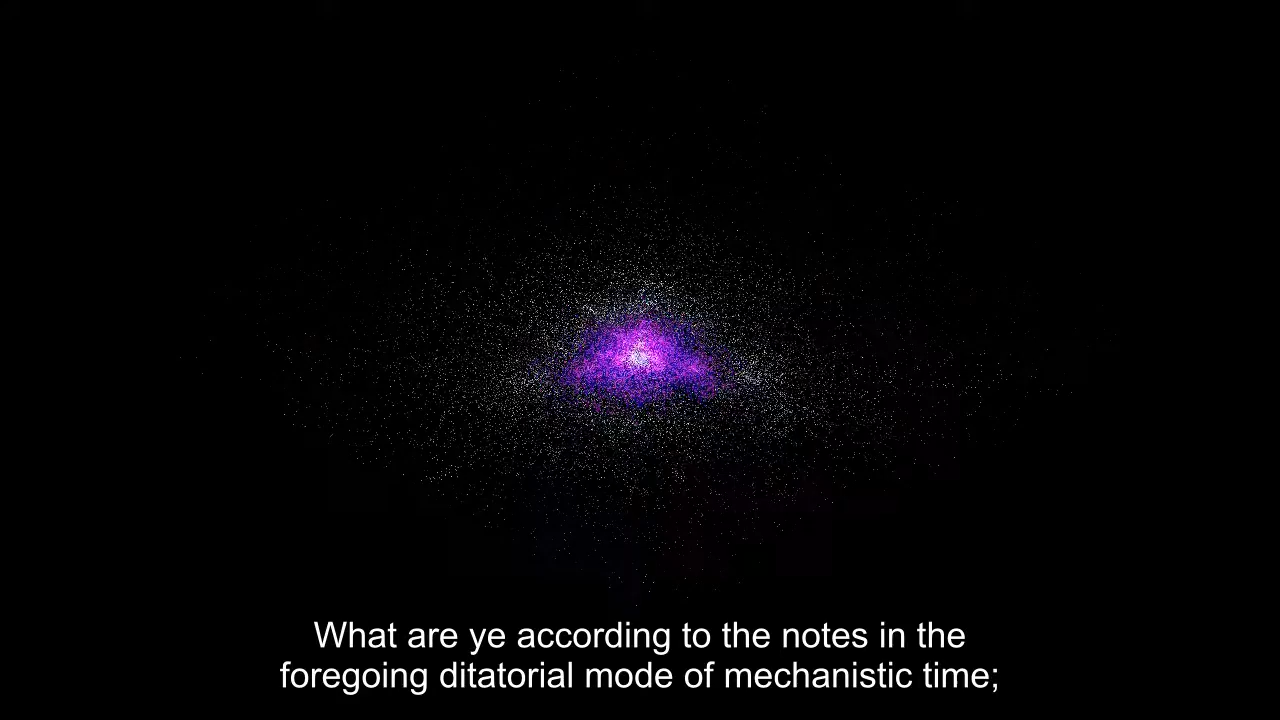 What are ye according to the notes in the
foregoing ditatorial mode of mechanistic time;